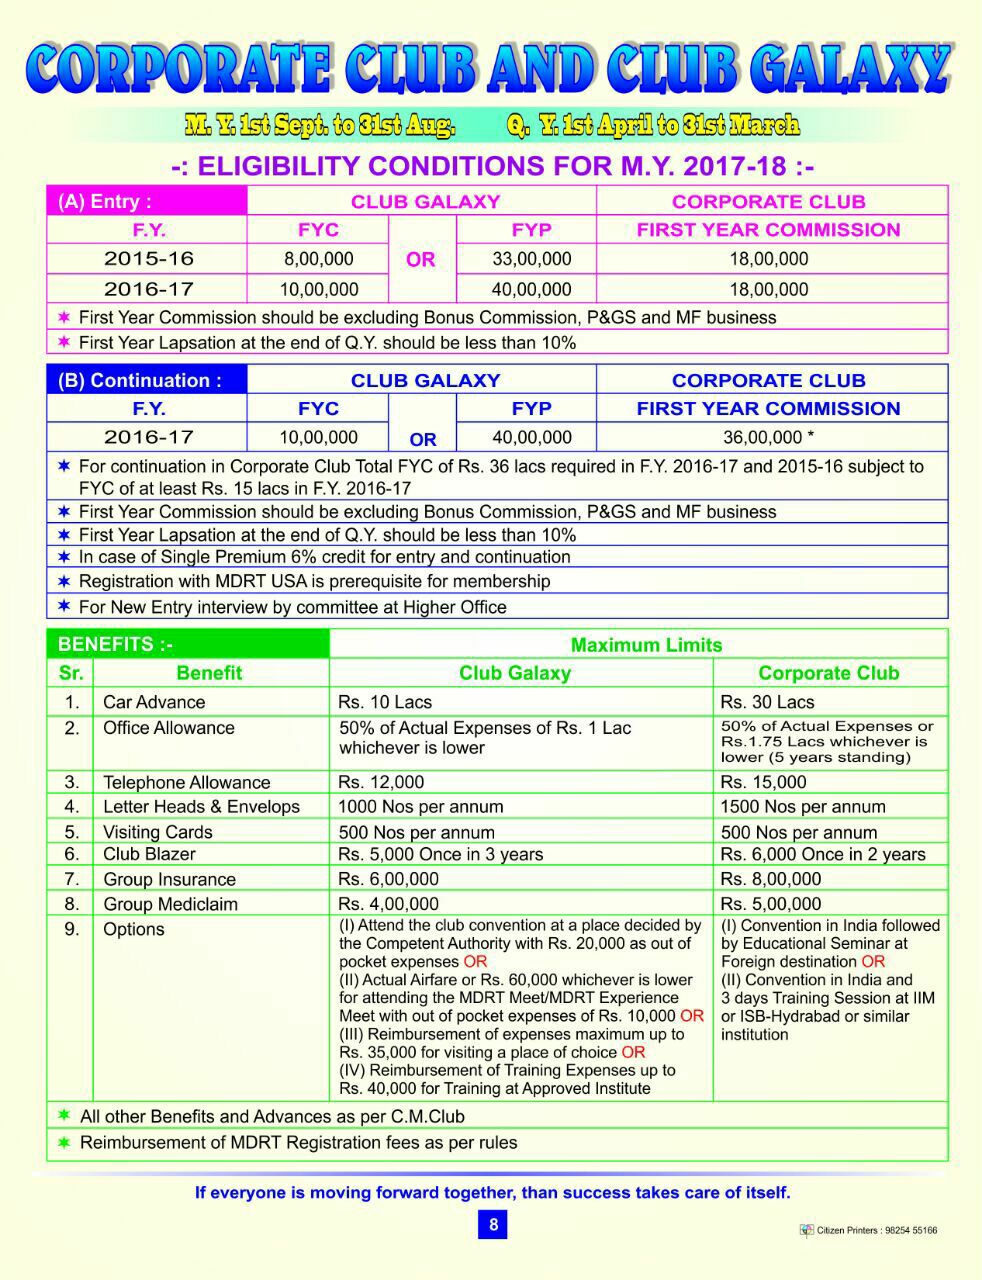 CORPORATE CLUB AND CLUB GALAXY
M. Y. 1st Sept. to 31st Aug. Q. Y. 1st April to 31st March
-: ELIGIBILITY CONDITIONS FOR M.Y. 2017-18 :-
(A) Entry : CLUB GALAXY CORPORATE CLUB
F.Y. FYC OR FYP FIRST YEAR COMMISSION
2015-16 8,00,000 33,00,000 18,00,000
2016-17 10,00,000 40,00,000 18,00,000
✶ First Year Commission should be excluding Bonus Commission, P&GS and MF business
✶ First Year Lapsation at the end of Q.Y. should be less than 10%
(B) Continuation : CLUB GALAXY CORPORATE CLUB
F.Y. FYC OR FYP FIRST YEAR COMMISSION
2016-17 10,00,000 40,00,000 36,00,000 *
✶ For continuation in Corporate Club Total FYC of Rs. 36 lacs required in F.Y. 2016-17 and 2015-16 subject to
FYC of at least Rs. 15 lacs in F.Y. 2016-17
✶ First Year Commission should be excluding Bonus Commission, P&GS and MF business
✶ First Year Lapsation at the end of Q.Y. should be less than 10%
✶ In case of Single Premium 6% credit for entry and continuation
✶ Registration with MDRT USA is prerequisite for membership
✶ For New Entry interview by committee at Higher Office
BENEFITS :- Maximum Limits
Sr. Benefit Club Galaxy Corporate Club
1. Car Advance Rs. 10 Lacs Rs. 30 Lacs
2. Office Allowance 50% of Actual Expenses of Rs. 1 Lac
whichever is lower
50% of Actual Expenses or
Rs.1.75 Lacs whichever is
lower (5 years standing)
3. Telephone Allowance Rs. 12,000 Rs. 15,000
4. Letter Heads & Envelops 1000 Nos per annum 1500 Nos per annum
5. Visiting Cards 500 Nos per annum 500 Nos per annum
6. Club Blazer Rs. 5,000 Once in 3 years Rs. 6,000 Once in 2 years
7. Group Insurance Rs. 6,00,000 Rs. 8,00,000
8. Group Mediclaim Rs. 4,00,000 Rs. 5,00,000
9. Options
(I) Attend the club convention at a place decided by
the Competent Authority with Rs. 20,000 as out of
pocket expenses OR
(II) Actual Airfare or Rs. 60,000 whichever is lower
for attending the MDRT Meet/MDRT Experience
Meet with out of pocket expenses of Rs. 10,000 OR
(III) Reimbursement of expenses maximum up to
Rs. 35,000 for visiting a place of choice OR
(IV) Reimbursement of Training Expenses up to
Rs. 40,000 for Training at Approved Institute
(I) Convention in India followed
by Educational Seminar at
Foreign destination OR
(II) Convention in India and
3 days Training Session at IIM
or ISB-Hydrabad or similar
institution
✶ All other Benefits and Advances as per C.M.Club
✶ Reimbursement of MDRT Registration fees as per rules
If everyone is moving forward together, than success takes care of itself.
8
Citizen Printers : 98254 55166